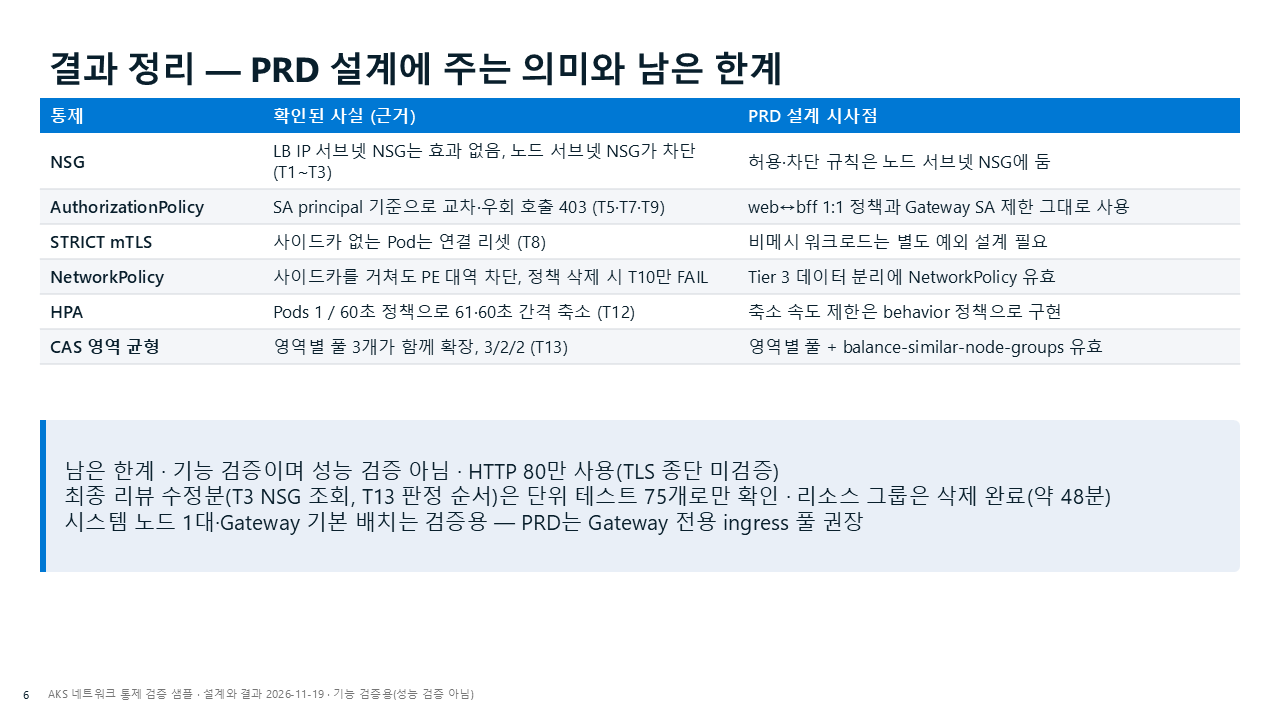 결과 정리 — PRD 설계에 주는 의미와 남은 한계
통제 확인된 사실 (근거) PRD 설계 시사점
NSG LB IP 서브넷 NSG는 효과 없음, 노드 서브넷 NSG가 차단 (T1~T3) 허용·차단 규칙은 노드 서브넷 NSG에 둠
AuthorizationPolicy SA principal 기준으로 교차·우회 호출 403 (T5·T7·T9) web↔bff 1:1 정책과 Gateway SA 제한 그대로 사용
STRICT mTLS 사이드카 없는 Pod는 연결 리셋 (T8) 비메시 워크로드는 별도 예외 설계 필요
NetworkPolicy 사이드카를 거쳐도 PE 대역 차단, 정책 삭제 시 T10만 FAIL Tier 3 데이터 분리에 NetworkPolicy 유효
HPA Pods 1 / 60초 정책으로 61·60초 간격 축소 (T12) 축소 속도 제한은 behavior 정책으로 구현
CAS 영역 균형 영역별 풀 3개가 함께 확장, 3/2/2 (T13) 영역별 풀 + balance-similar-node-groups 유효
남은 한계 · 기능 검증이며 성능 검증 아님 · HTTP 80만 사용(TLS 종단 미검증)
최종 리뷰 수정분(T3 NSG 조회, T13 판정 순서)은 단위 테스트 75개로만 확인 · 리소스 그룹은 삭제 완료(약 48분)
시스템 노드 1대·Gateway 기본 배치는 검증용 — PRD는 Gateway 전용 ingress 풀 권장
6 AKS 네트워크 통제 검증 샘플 · 설계와 결과 2026-11-19 · 기능 검증용(성능 검증 아님)